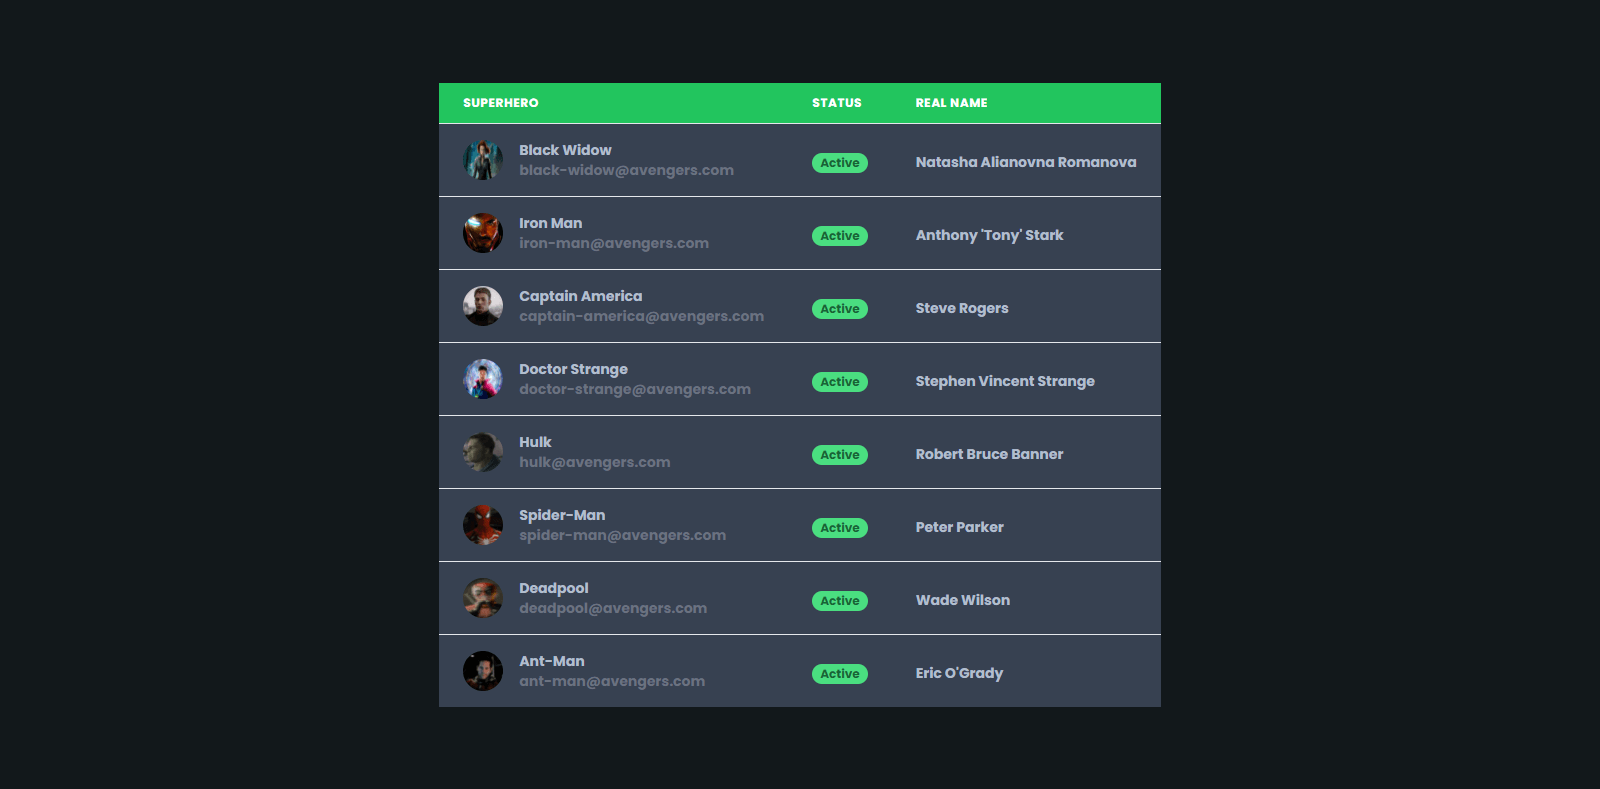 SUPERHERO STATUS REAL NAME
Black Widow
black-widow@avengers.com
Active
Natasha Alianovna Romanova
Iron Man
iron-man@avengers.com
Active
Anthony 'Tony' Stark
Captain America
captain-america@avengers.com
Active
Steve Rogers
Doctor Strange
doctor-strange@avengers.com
Active
Stephen Vincent Strange
Hulk
hulk@avengers.com
Active
Robert Bruce Banner
Spider-Man
spider-man@avengers.com
Active
Peter Parker
Deadpool
deadpool@avengers.com
Active
Wade Wilson
Ant-Man
ant-man@avengers.com
Active
Eric O'Grady